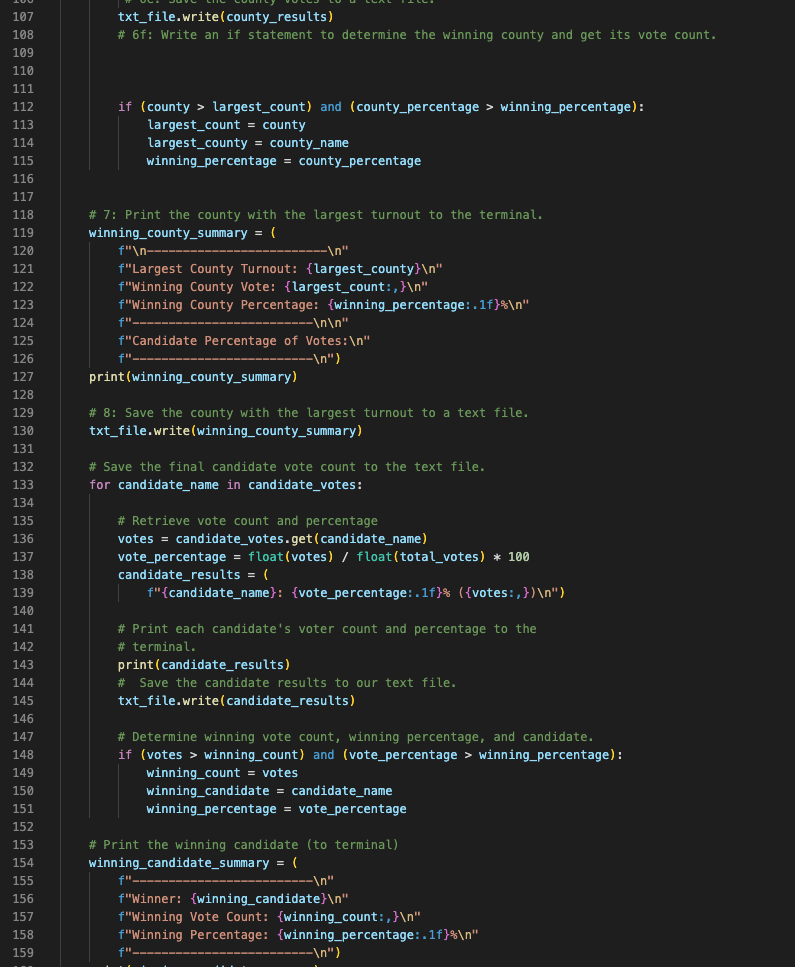 106 # 6e: Save the county votes to a text file.
107 txt_file.write(county_results)
108 # 6f: Write an if statement to determine the winning county and get its vote count.
109
110
111
112 if (county > largest_count) and (county_percentage > winning_percentage):
113 largest_count = county
114 largest_county = county_name
115 winning_percentage = county_percentage
116
117
118 # 7: Print the county with the largest turnout to the terminal.
119 winning_county_summary = (
120 f"\n-------------------------\n"
121 f"Largest County Turnout: {largest_county}\n"
122 f"Winning County Vote: {largest_count:,}\n"
123 f"Winning County Percentage: {winning_percentage:.1f}%\n"
124 f"-------------------------\n\n"
125 f"Candidate Percentage of Votes:\n"
126 f"-------------------------\n")
127 print(winning_county_summary)
128
129 # 8: Save the county with the largest turnout to a text file.
130 txt_file.write(winning_county_summary)
131
132 # Save the final candidate vote count to the text file.
133 for candidate_name in candidate_votes:
134
135 # Retrieve vote count and percentage
136 votes = candidate_votes.get(candidate_name)
137 vote_percentage = float(votes) / float(total_votes) * 100
138 candidate_results = (
139 f"{candidate_name}: {vote_percentage:.1f}% ({votes:,})\n")
140
141 # Print each candidate's voter count and percentage to the
142 # terminal.
143 print(candidate_results)
144 #  Save the candidate results to our text file.
145 txt_file.write(candidate_results)
146
147 # Determine winning vote count, winning percentage, and candidate.
148 if (votes > winning_count) and (vote_percentage > winning_percentage):
149 winning_count = votes
150 winning_candidate = candidate_name
151 winning_percentage = vote_percentage
152
153 # Print the winning candidate (to terminal)
154 winning_candidate_summary = (
155 f"-------------------------\n"
156 f"Winner: {winning_candidate}\n"
157 f"Winning Vote Count: {winning_count:,}\n"
158 f"Winning Percentage: {winning_percentage:.1f}%\n"
159 f"-------------------------\n")